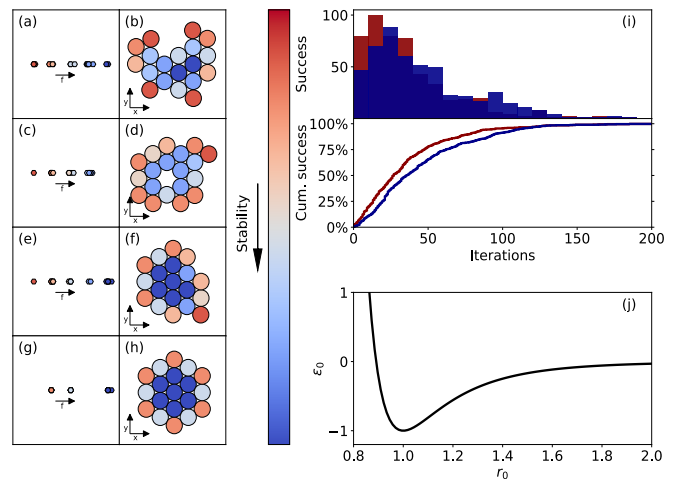 (a)
f
(b)
y
x
(c)
f
(d)
y
x
(e)
f
(f)
y
x
(g)
f
(h)
y
x
Stability
(i)
Success
100
50
Cum. success
100%
75%
50%
25%
0%
0 50 100 150 200
Iterations
(j)
ε0
1
0
−1
0.8 1.0 1.2 1.4 1.6 1.8 2.0
r0